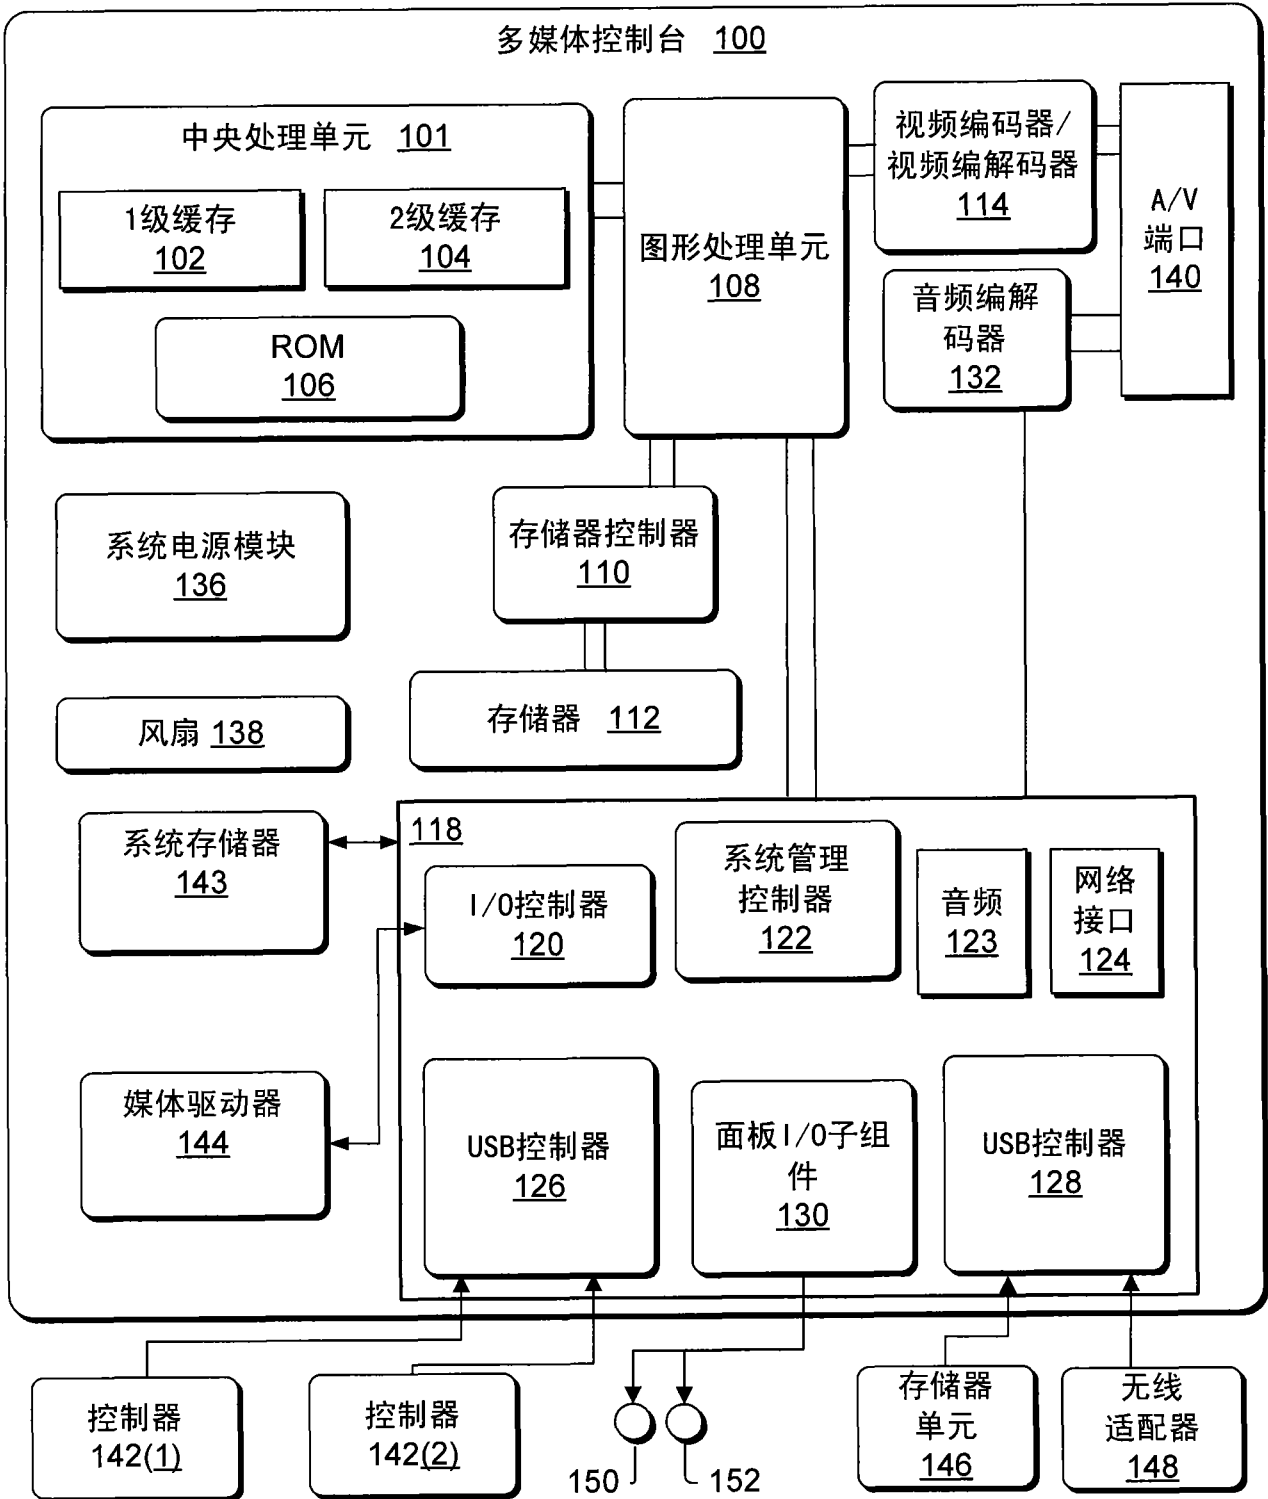 多媒体控制台 100
中央处理单元 101
1级缓存
102
2级缓存
104
ROM
106
图形处理单元
108
视频编码器/
视频编解码器
114
A/V
端口
140
音频编解
码器
132
系统电源模块
136
存储器控制器
110
风扇 138
存储器 112
系统存储器
143
118
I/O控制器
120
系统管理
控制器
122
音频
123
网络
接口
124
媒体驱动器
144
USB控制器
126
面板I/O子组
件
130
USB控制器
128
控制器
142(1)
控制器
142(2)
150
152
存储器
单元
146
无线
适配器
148